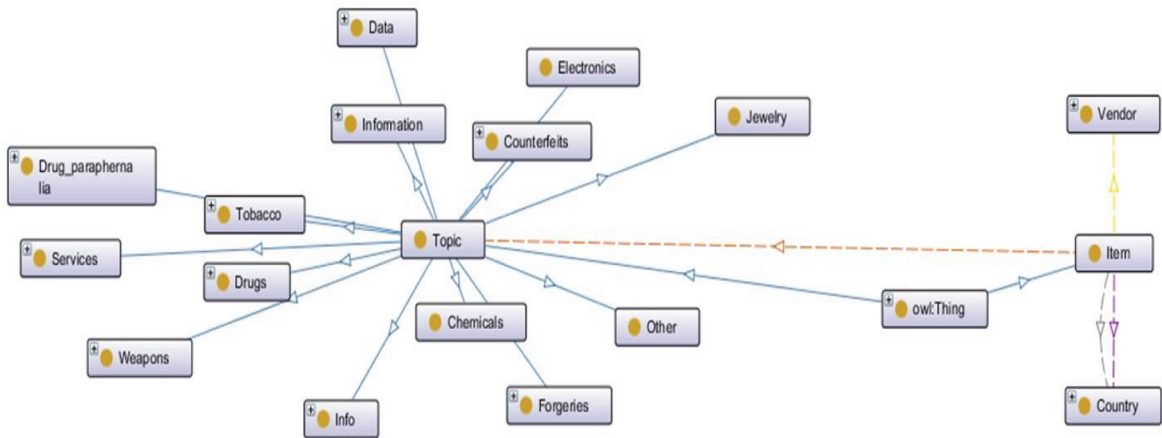 Data
Electronics
Information
Counterfeits
Jewelry
Vendor
Drug_parapherna
lia
Tobacco
Topic
Services
Drugs
Item
Chemicals
Other
owl:Thing
Weapons
Info
Forgeries
Country